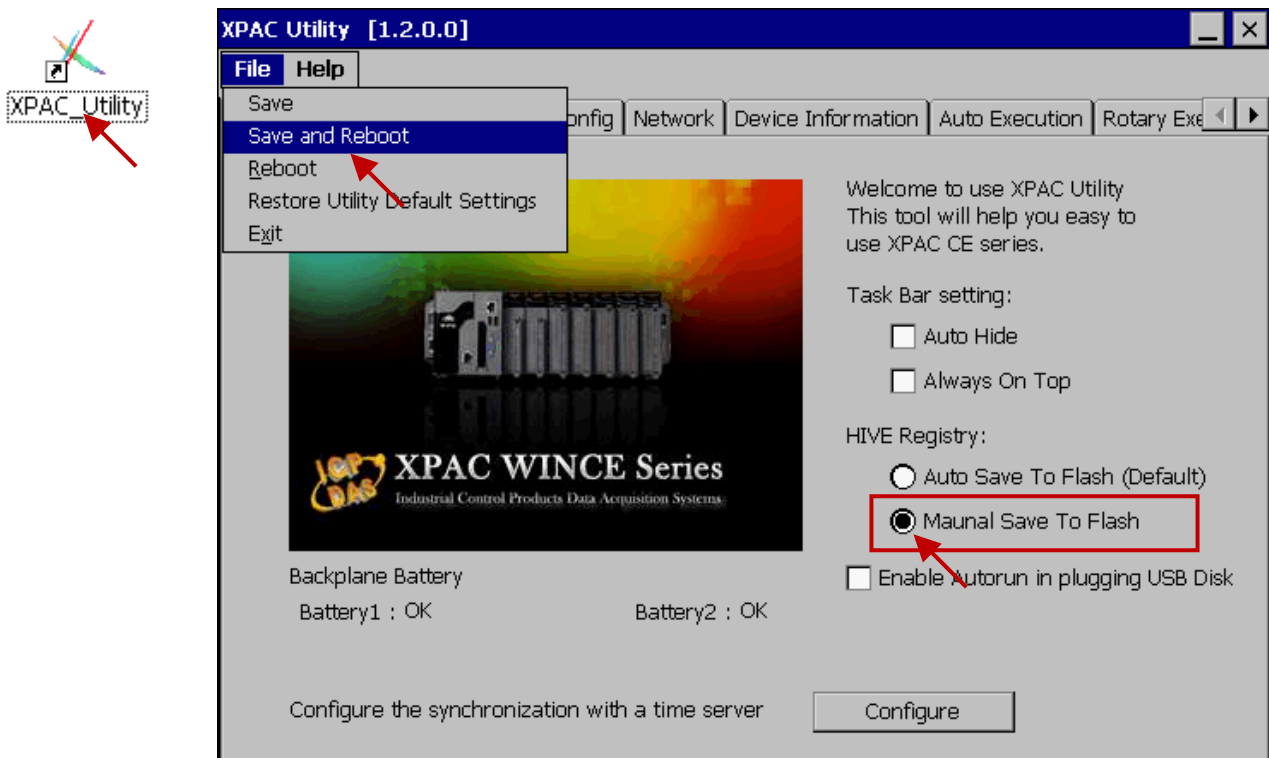 XPAC_Utility
XPAC Utility [1.2.0.0]
File Help
Save
Save and Reboot
Reboot
Restore Utility Default Settings
Exit
onfig Network Device Information Auto Execution Rotary Exe
Welcome to use XPAC Utility
This tool will help you easy to
use XPAC CE series.
Task Bar setting:
Auto Hide
Always On Top
HIVE Registry:
Auto Save To Flash (Default)
Maunal Save To Flash
Enable Autorun in plugging USB Disk
ICP
DAS
XPAC WINCE Series
Industrial Control Products Data Acquisition Systems
Backplane Battery
Battery1 : OK Battery2 : OK
Configure the synchronization with a time server Configure